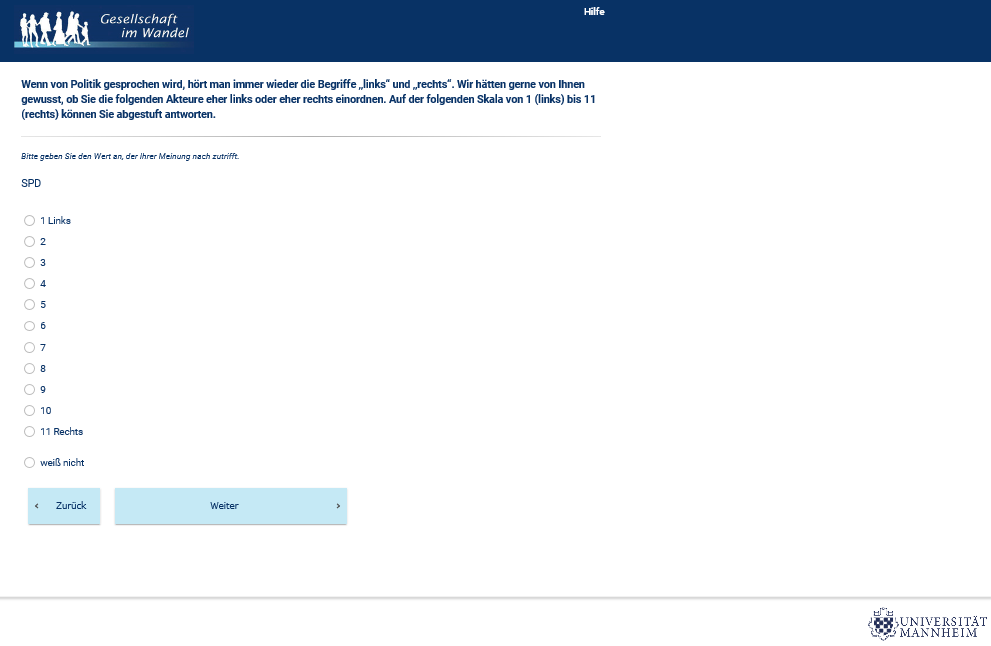 Gesellschaft
im Wandel
Hilfe
Wenn von Politik gesprochen wird, hört man immer wieder die Begriffe „links“ und „rechts“. Wir hätten gerne von Ihnen
gewusst, ob Sie die folgenden Akteure eher links oder eher rechts einordnen. Auf der folgenden Skala von 1 (links) bis 11
(rechts) können Sie abgestuft antworten.
Bitte geben Sie den Wert an, der Ihrer Meinung nach zutrifft.
SPD
1 Links
2
3
4
5
6
7
8
9
10
11 Rechts
weiß nicht
‹ Zurück
Weiter ›
UNIVERSITÄT
MANNHEIM